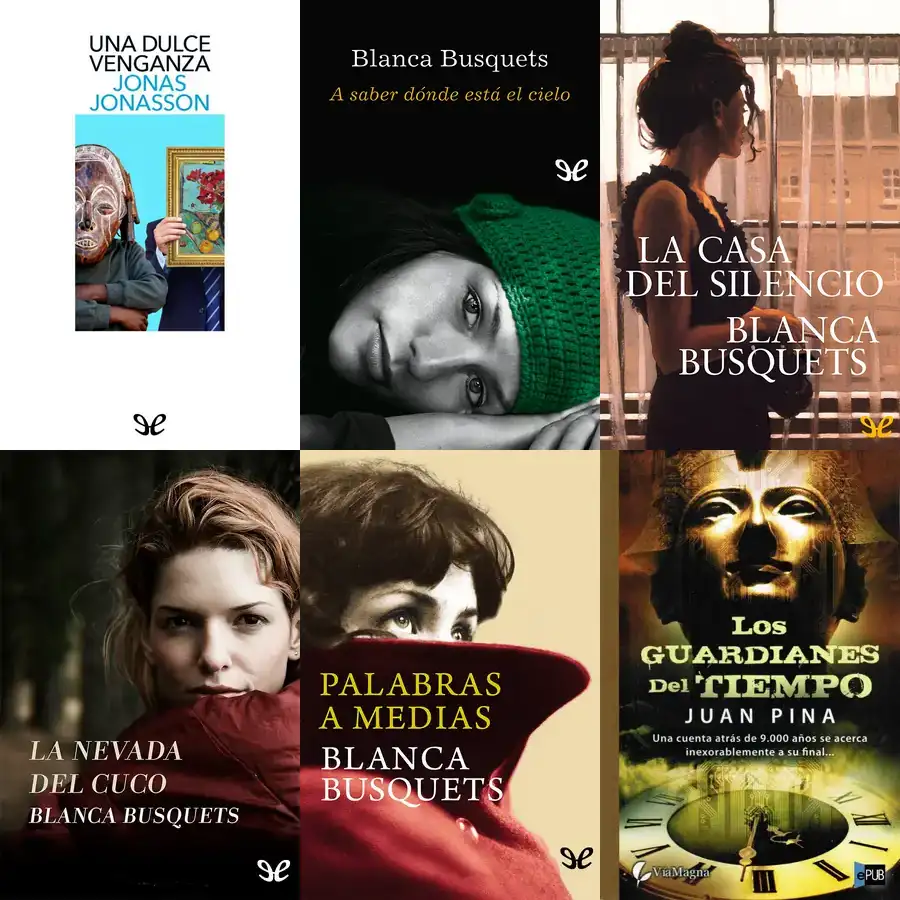 UNA DULCE
VENGANZA
JONAS
JONASSON
Blanca Busquets
A saber dónde está el cielo
LA CASA
DEL SILENCIO
BLANCA
BUSQUETS
LA NEVADA
DEL CUCO
BLANCA BUSQUETS
PALABRAS
A MEDIAS
BLANCA
BUSQUETS
Los
GUARDIANES
Del TIEMPO
JUAN PINA
Una cuenta atrás de 9.000 años se acerca
inexorablemente a su final...
ViaMagna
ePUB